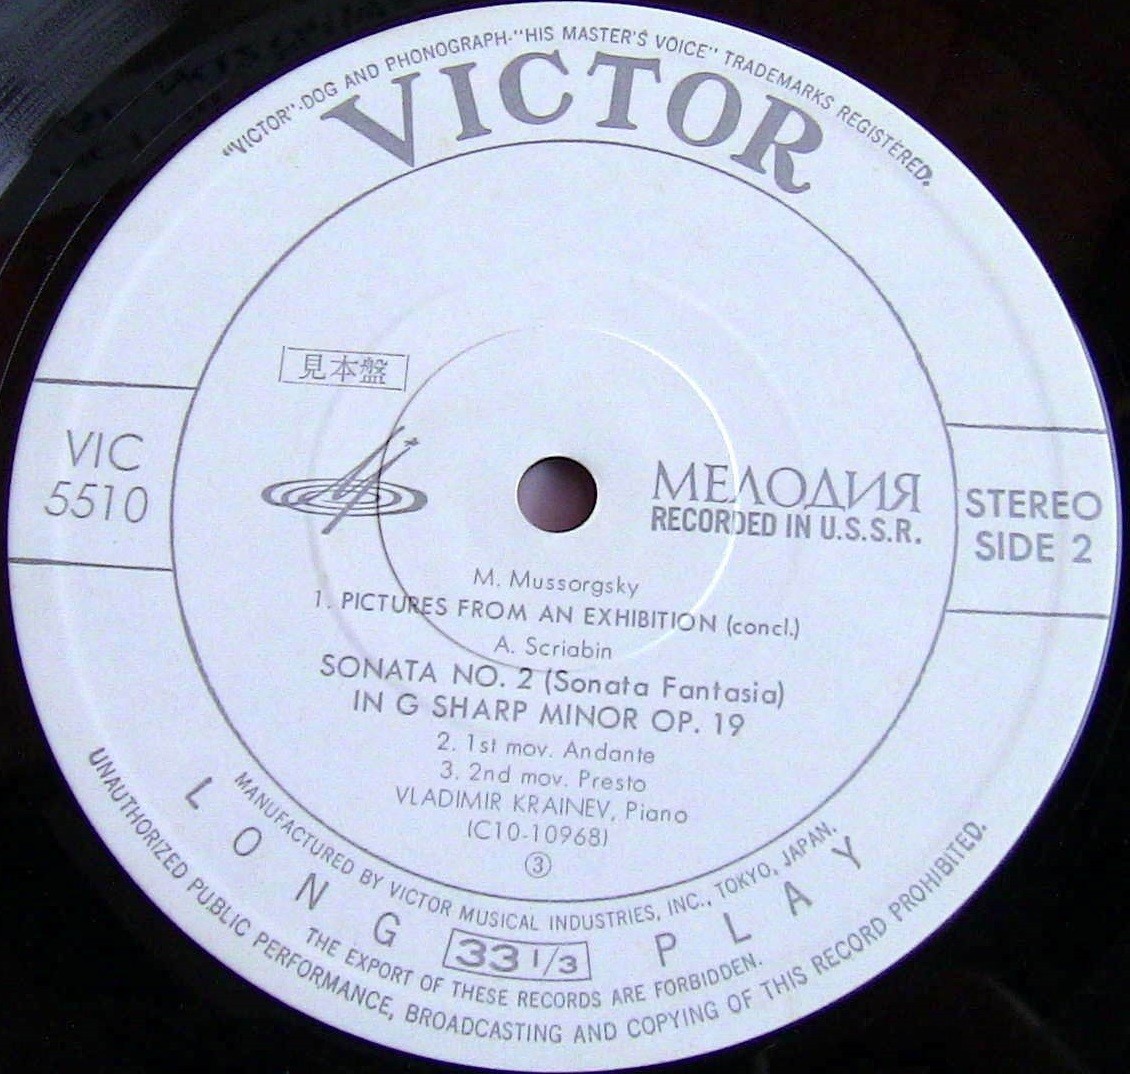 "VICTOR"-DOG AND PHONOGRAPH-"HIS MASTER'S VOICE" TRADEMARKS REGISTERED.
VICTOR
見本盤
VIC
5510
МЕЛОДИЯ
RECORDED IN U.S.S.R.
STEREO
SIDE 2
M. Mussorgsky
1. PICTURES FROM AN EXHIBITION (concl.)
A. Scriabin
SONATA NO. 2 (Sonata Fantasia)
IN G SHARP MINOR OP. 19
2. 1st mov. Andante
3. 2nd mov. Presto
VLADIMIR KRAINEV, Piano
(C10-10968)
③
MANUFACTURED BY VICTOR MUSICAL INDUSTRIES, INC., TOKYO, JAPAN.
LONG 33 1/3 PLAY
THE EXPORT OF THESE RECORDS ARE FORBIDDEN.
UNAUTHORIZED PUBLIC PERFORMANCE, BROADCASTING AND COPYING OF THIS RECORD PROHIBITED.